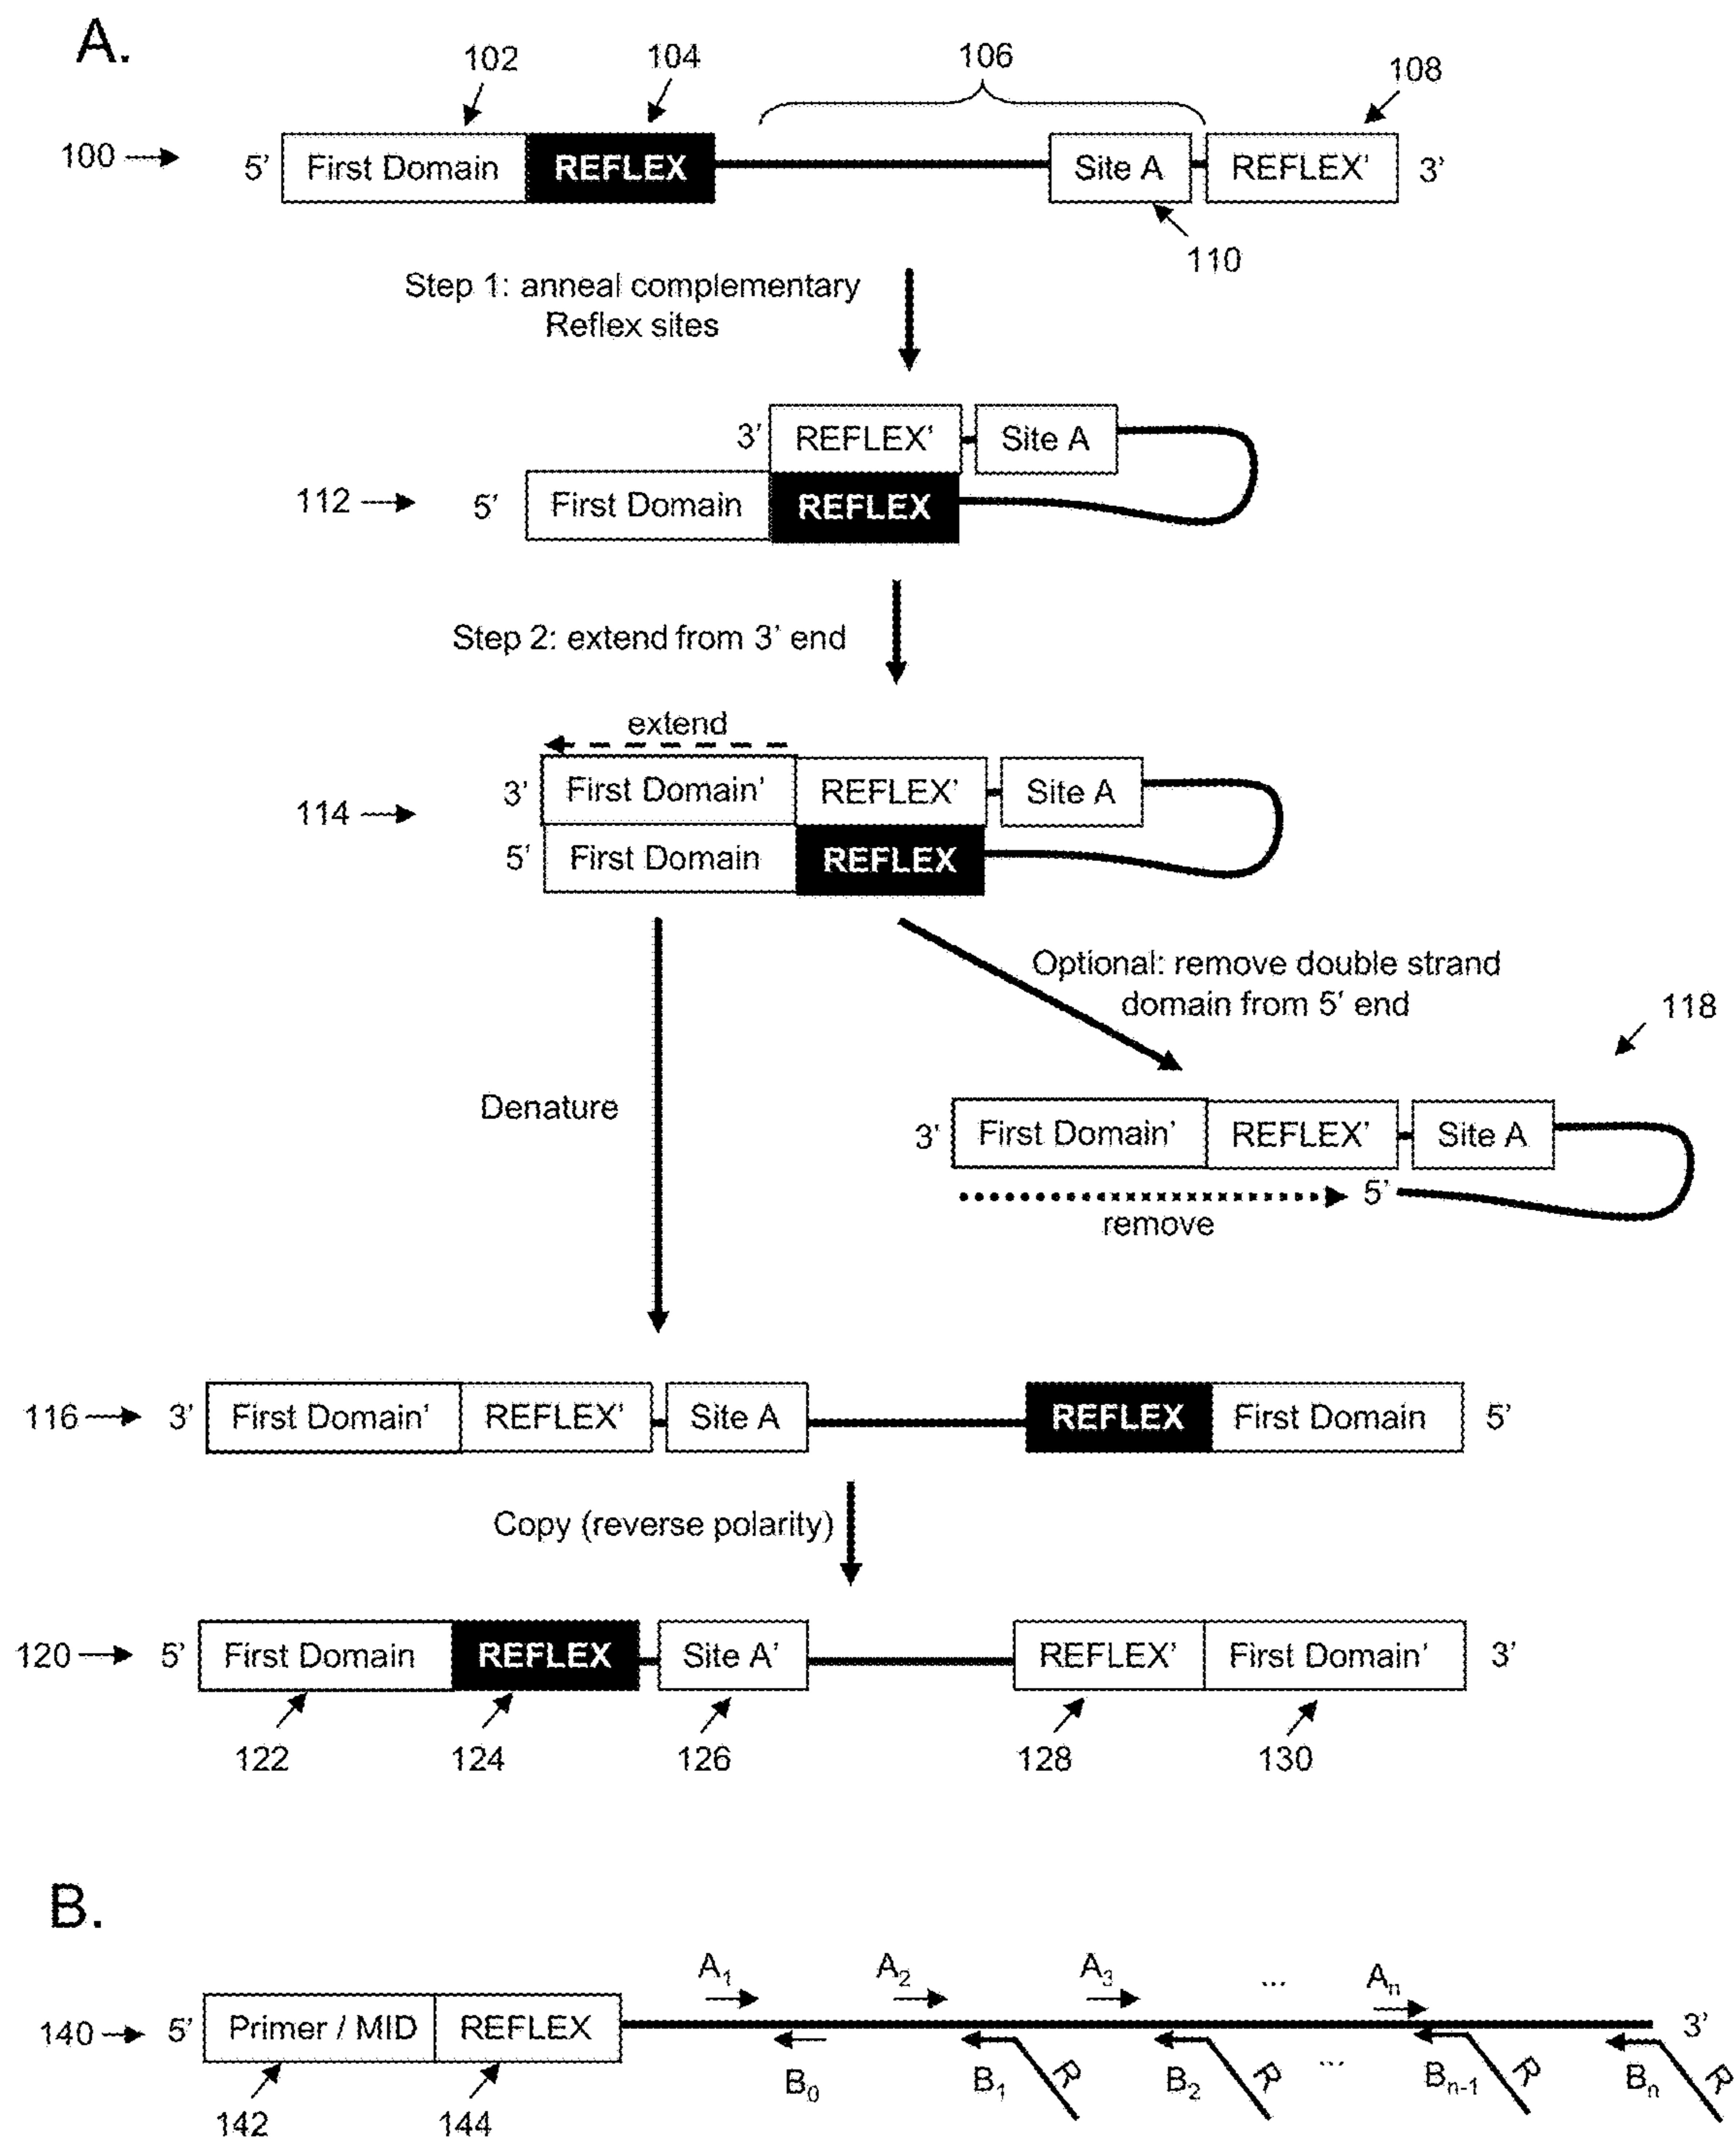 A.
102
104
106
108
100
5’ First Domain REFLEX Site A REFLEX’ 3’
110
Step 1: anneal complementary
Reflex sites
3’ REFLEX’ Site A
112
5’ First Domain REFLEX
Step 2: extend from 3’ end
extend
3’ First Domain’ REFLEX’ Site A
114
5’ First Domain REFLEX
Optional: remove double strand
domain from 5’ end
118
Denature
3’ First Domain’ REFLEX’ Site A
5’
remove
116 3’ First Domain’ REFLEX’ Site A REFLEX First Domain 5’
Copy (reverse polarity)
120 5’ First Domain REFLEX Site A’ REFLEX’ First Domain’ 3’
122 124 126 128 130
B.
A1 A2 A3 ... An
140 5’ Primer / MID REFLEX 3’
B0 B1 R B2 R ... Bn-1 R Bn R
142 144